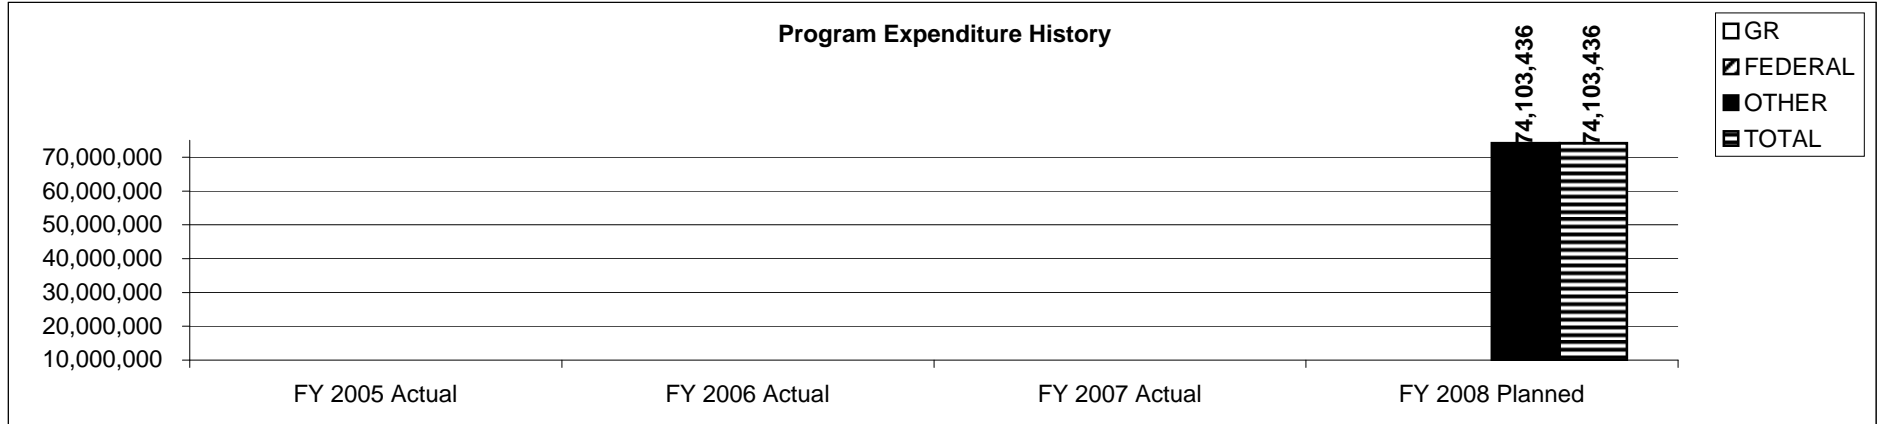 Program Expenditure History
74,103,436
74,103,436
GR
FEDERAL
OTHER
TOTAL
70,000,000
60,000,000
50,000,000
40,000,000
30,000,000
20,000,000
10,000,000
FY 2005 Actual
FY 2006 Actual
FY 2007 Actual
FY 2008 Planned